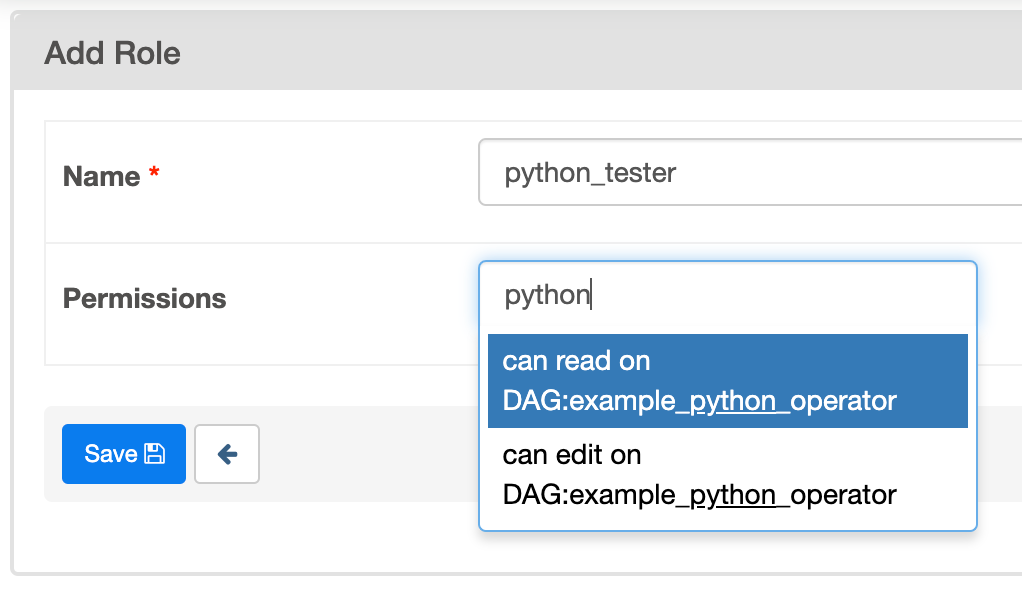 Add Role
Name *
python_tester
Permissions
python
can read on
DAG:example_python_operator
can edit on
DAG:example_python_operator
Save